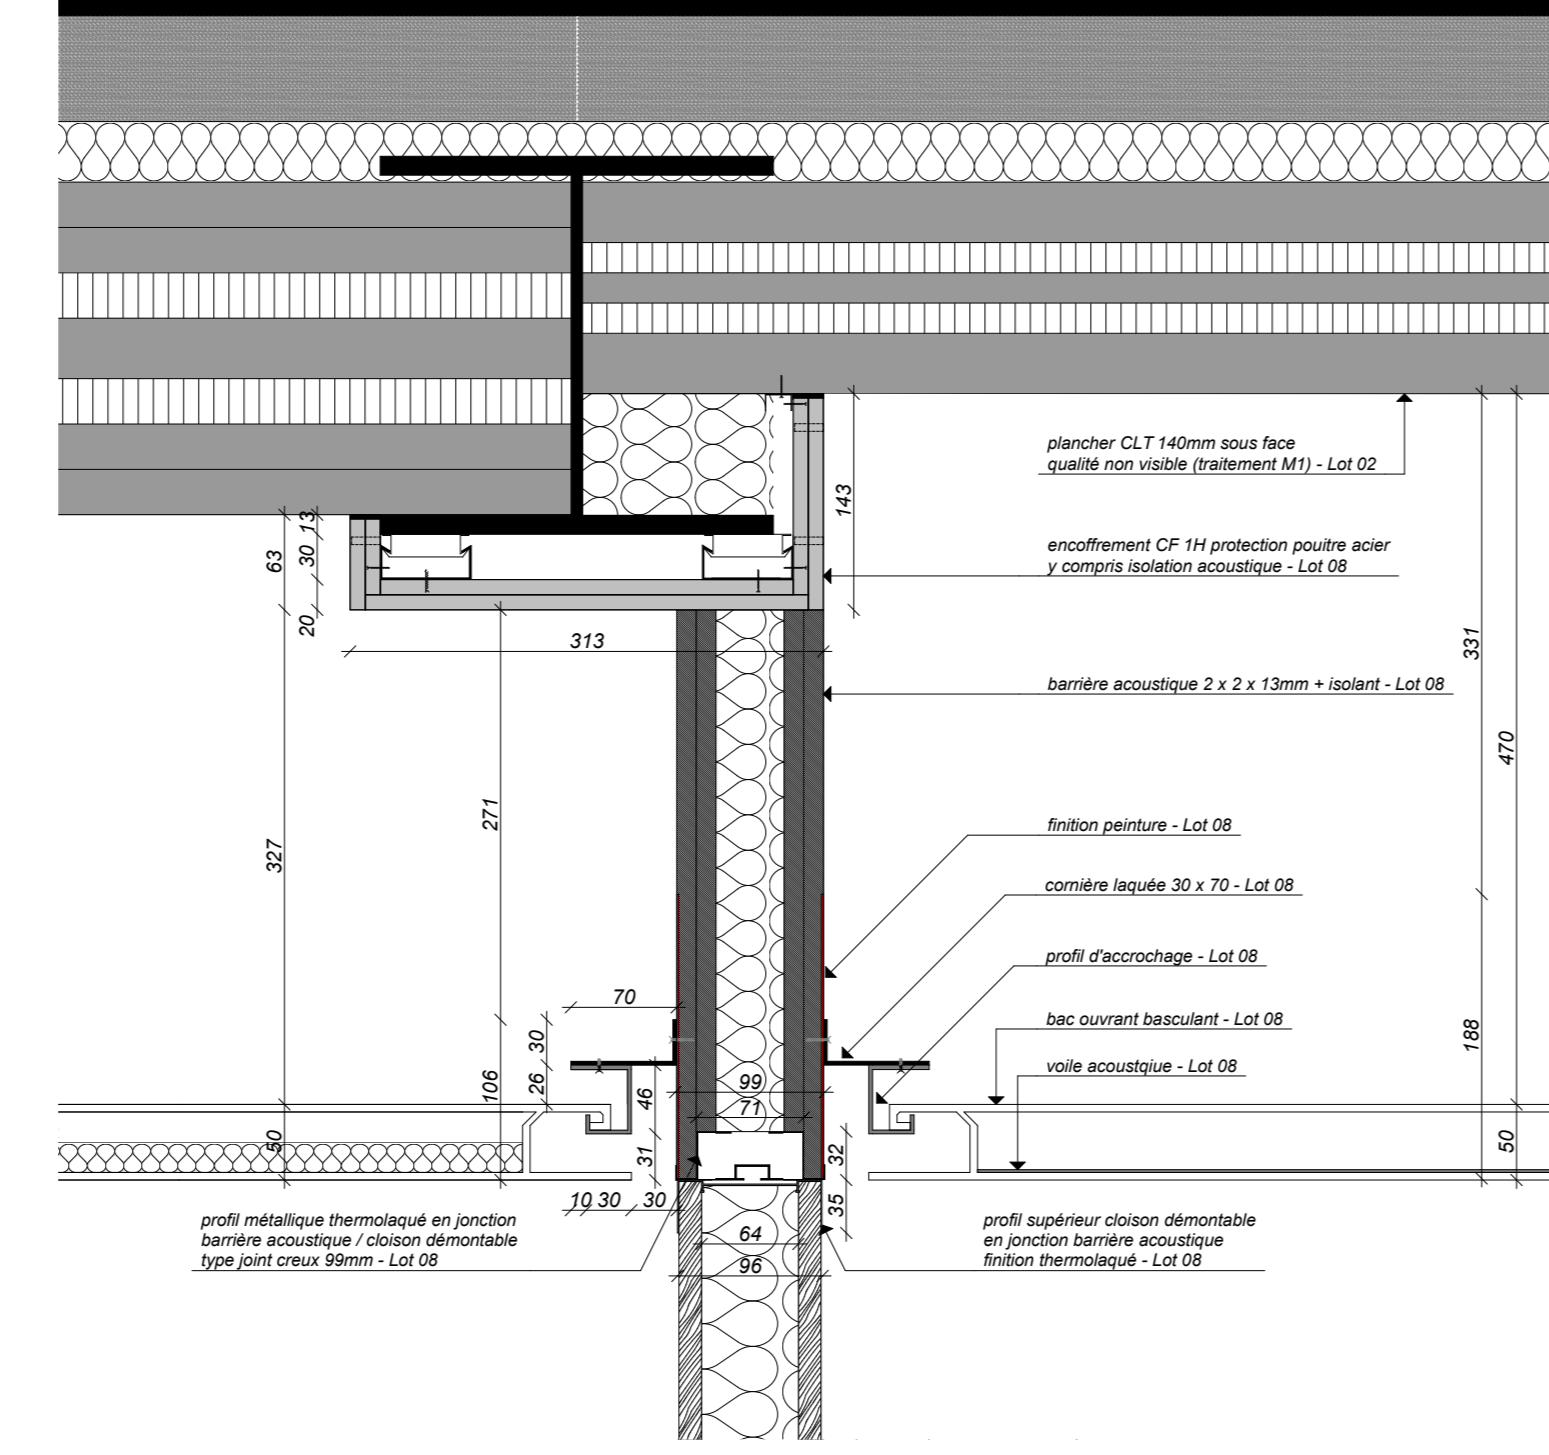 plancher CLT 140mm sous face
qualité non visible (traitement M1) - Lot 02
143
13
30
63
20
encoffrement CF 1H protection pouitre acier
y compris isolation acoustique - Lot 08
313
331
barrière acoustique 2 x 2 x 13mm + isolant - Lot 08
470
271
327
finition peinture - Lot 08
cornière laquée 30 x 70 - Lot 08
profil d'accrochage - Lot 08
70
bac ouvrant basculant - Lot 08
188
30
voile acoustqiue - Lot 08
106
26
46
99
71
50
31
32
50
10 30
30
35
profil métallique thermolaqué en jonction
barrière acoustique / cloison démontable
type joint creux 99mm - Lot 08
64
96
profil supérieur cloison démontable
en jonction barrière acoustique
finition thermolaqué - Lot 08